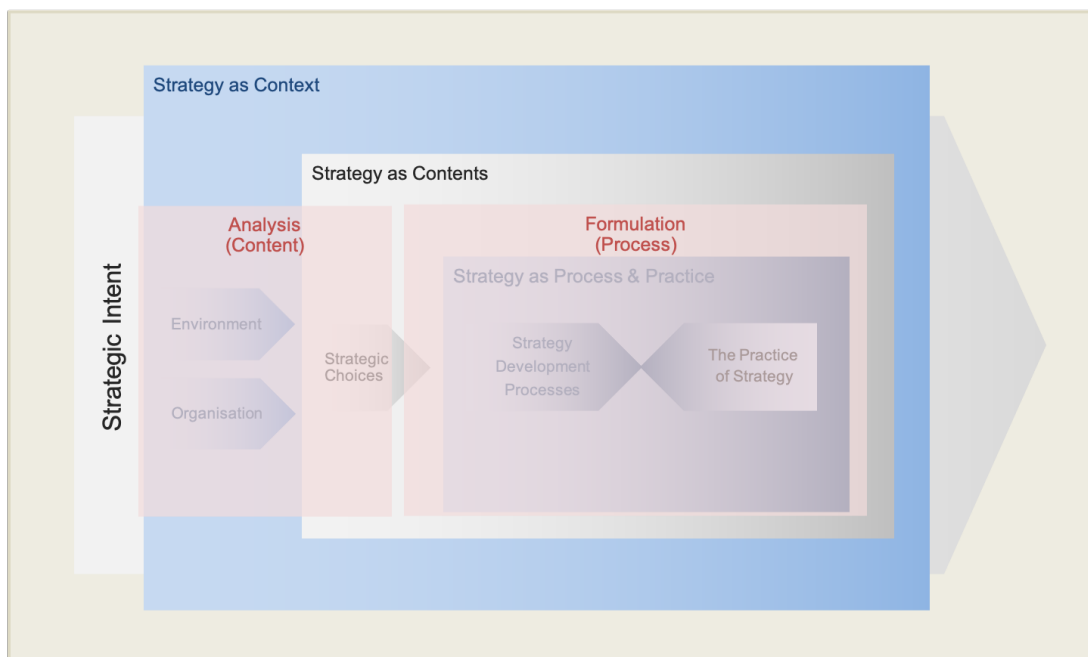 Strategy as Context
Strategy as Contents
Strategic Intent
Analysis
(Content)
Environment
Organisation
Strategic
Choices
Formulation
(Process)
Strategy as Process & Practice
Strategy
Development
Processes
The Practice
of Strategy